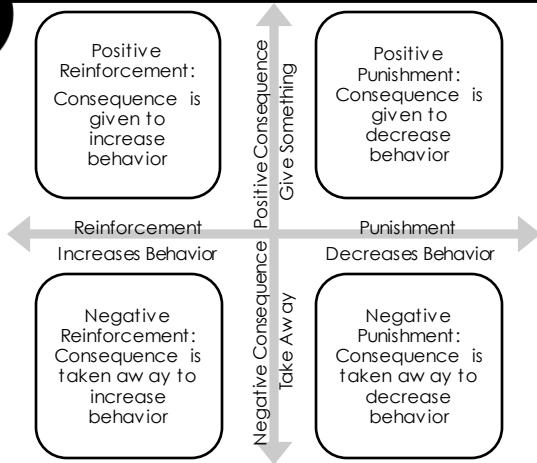 Positive
Reinforcement:
Consequence is
given to
increase
behavior
Positive Consequence
Give Something
Positive
Punishment:
Consequence is
given to
decrease
behavior
Reinforcement
Increases Behavior
Punishment
Decreases Behavior
Negative
Reinforcement:
Consequence is
taken away to
increase
behavior
Negative Consequence
Take Away
Negative
Punishment:
Consequence is
taken away to
decrease
behavior